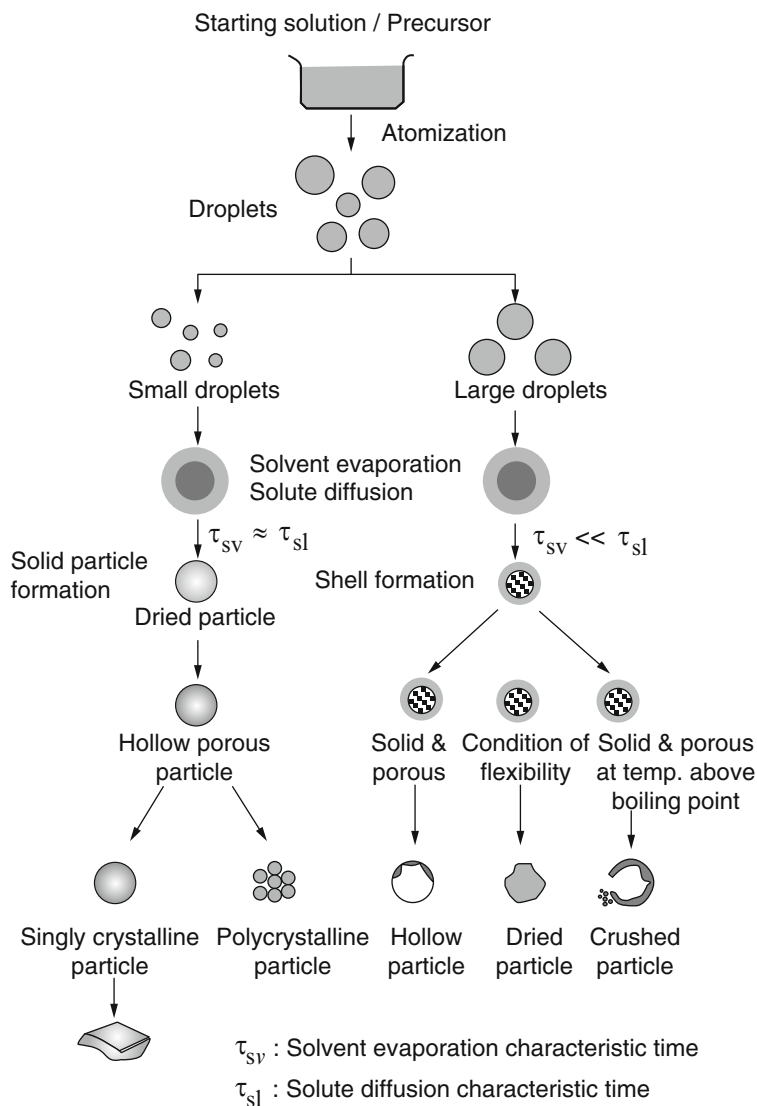 Starting solution / Precursor
Atomization
Droplets
Small droplets
Large droplets
Solvent evaporation
Solute diffusion
τsv ≈ τsl
τsv << τsl
Solid particle
formation
Dried particle
Shell formation
Hollow porous
particle
Solid &
porous
Condition of
flexibility
Solid & porous
at temp. above
boiling point
Singly crystalline
particle
Polycrystalline
particle
Hollow
particle
Dried
particle
Crushed
particle
τsv : Solvent evaporation characteristic time
τsl : Solute diffusion characteristic time